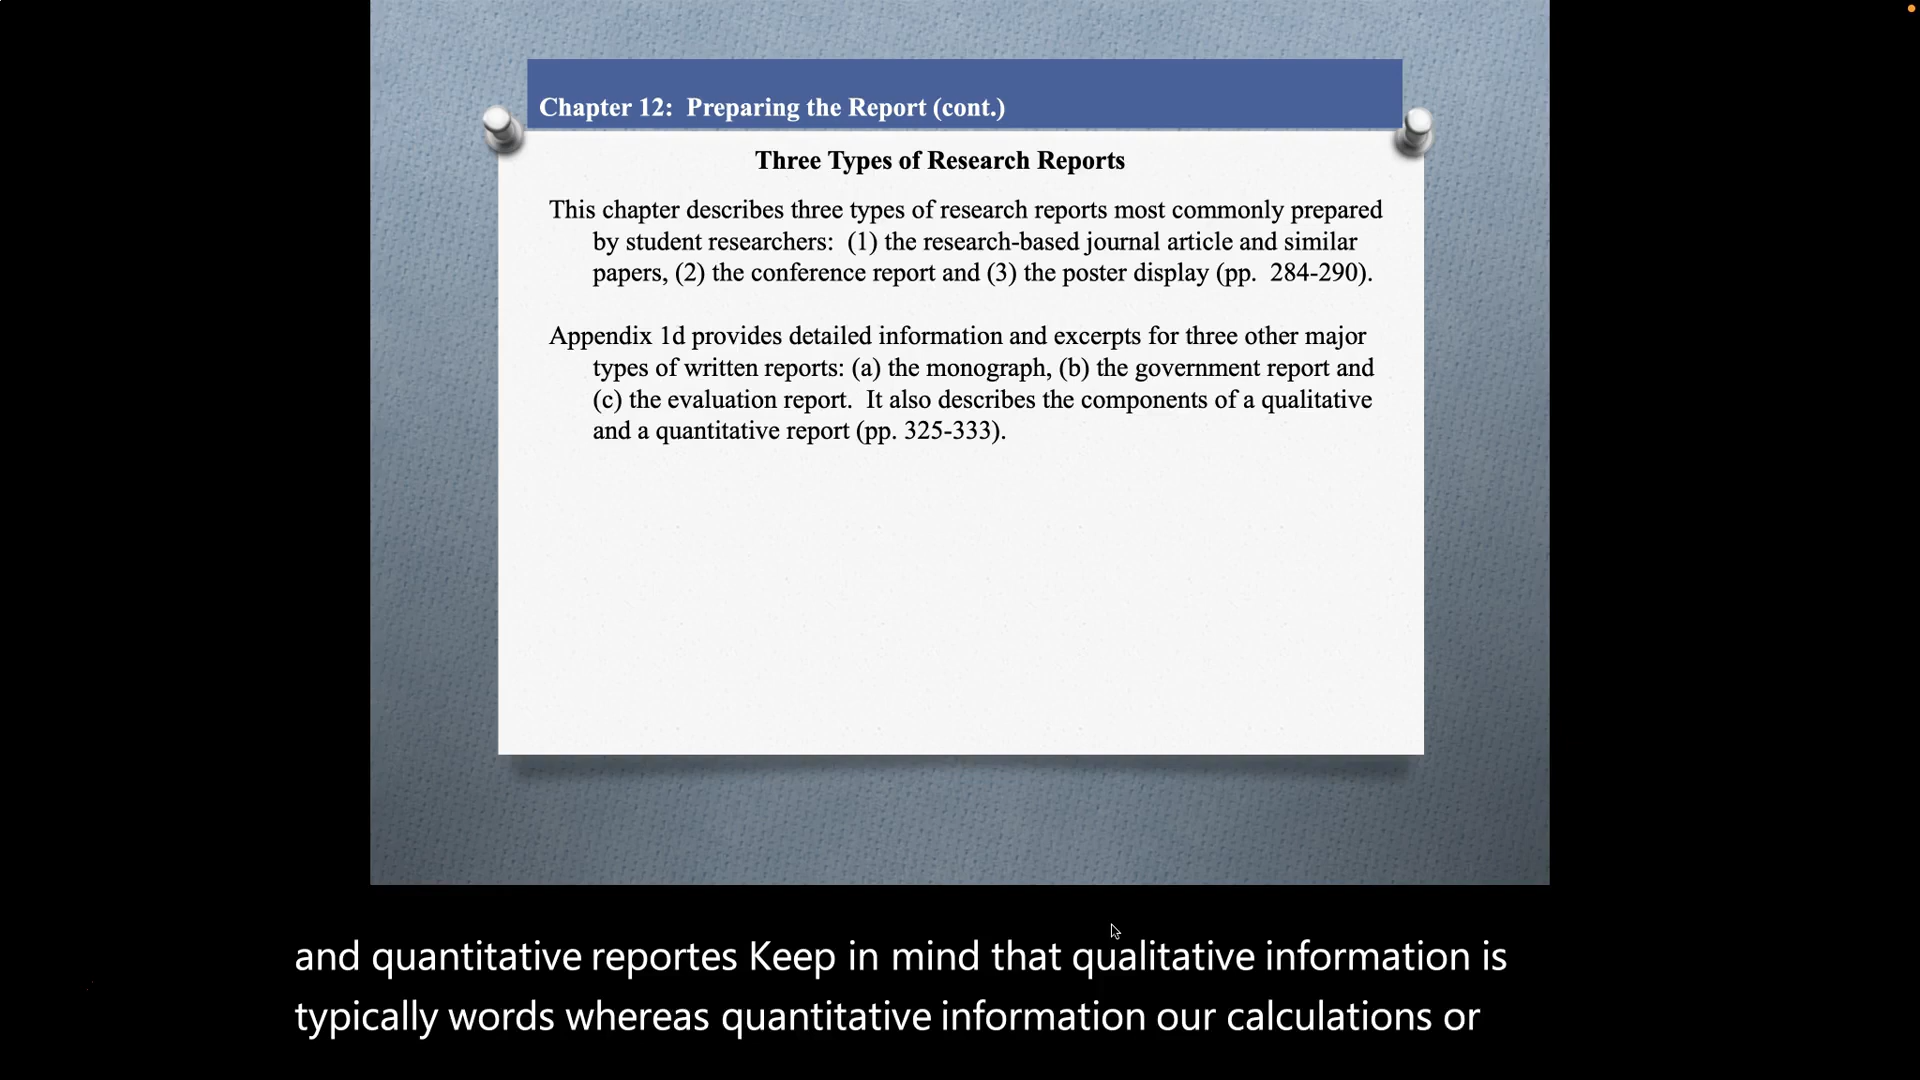 Chapter 12:  Preparing the Report (cont.)
Three Types of Research Reports
This chapter describes three types of research reports most commonly prepared
by student researchers:  (1) the research-based journal article and similar
papers, (2) the conference report and (3) the poster display (pp.  284-290).
Appendix 1d provides detailed information and excerpts for three other major
types of written reports: (a) the monograph, (b) the government report and
(c) the evaluation report.  It also describes the components of a qualitative
and a quantitative report (pp. 325-333).
and quantitative reportes Keep in mind that qualitative information is
typically words whereas quantitative information our calculations or